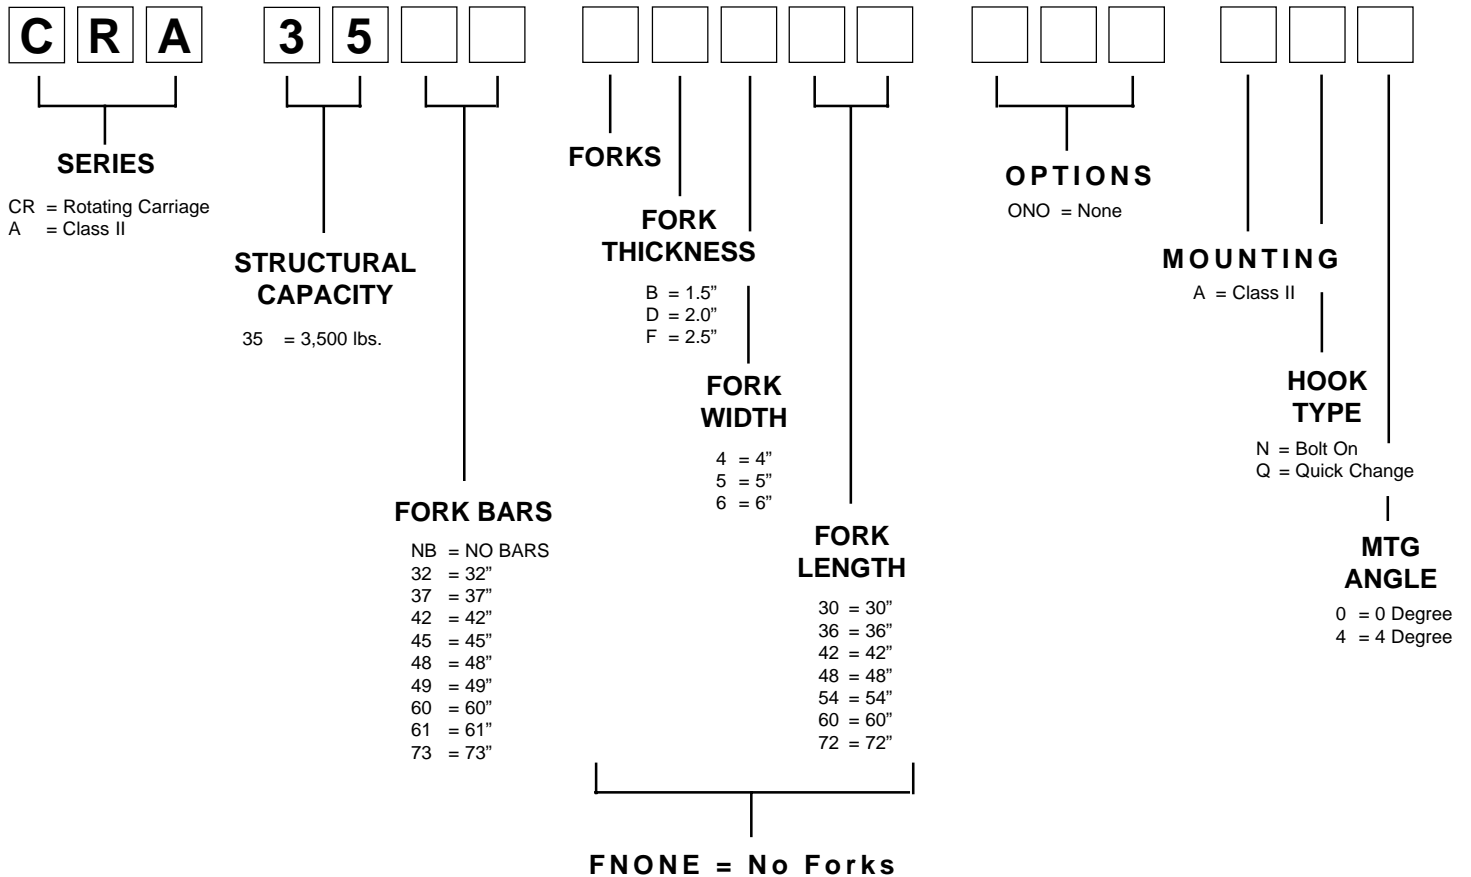 C R A 3 5
SERIES
CR = Rotating Carriage
A = Class II
STRUCTURAL
CAPACITY
35 = 3,500 lbs.
FORK BARS
NB = NO BARS
32 = 32”
37 = 37”
42 = 42”
45 = 45”
48 = 48”
49 = 49”
60 = 60”
61 = 61”
73 = 73”
FORKS
FORK
THICKNESS
B = 1.5”
D = 2.0”
F = 2.5”
FORK
WIDTH
4 = 4”
5 = 5”
6 = 6”
FORK
LENGTH
30 = 30”
36 = 36”
42 = 42”
48 = 48”
54 = 54”
60 = 60”
72 = 72”
FNONE = No Forks
OPTIONS
ONO = None
MOUNTING
A = Class II
HOOK
TYPE
N = Bolt On
Q = Quick Change
MTG
ANGLE
0 = 0 Degree
4 = 4 Degree